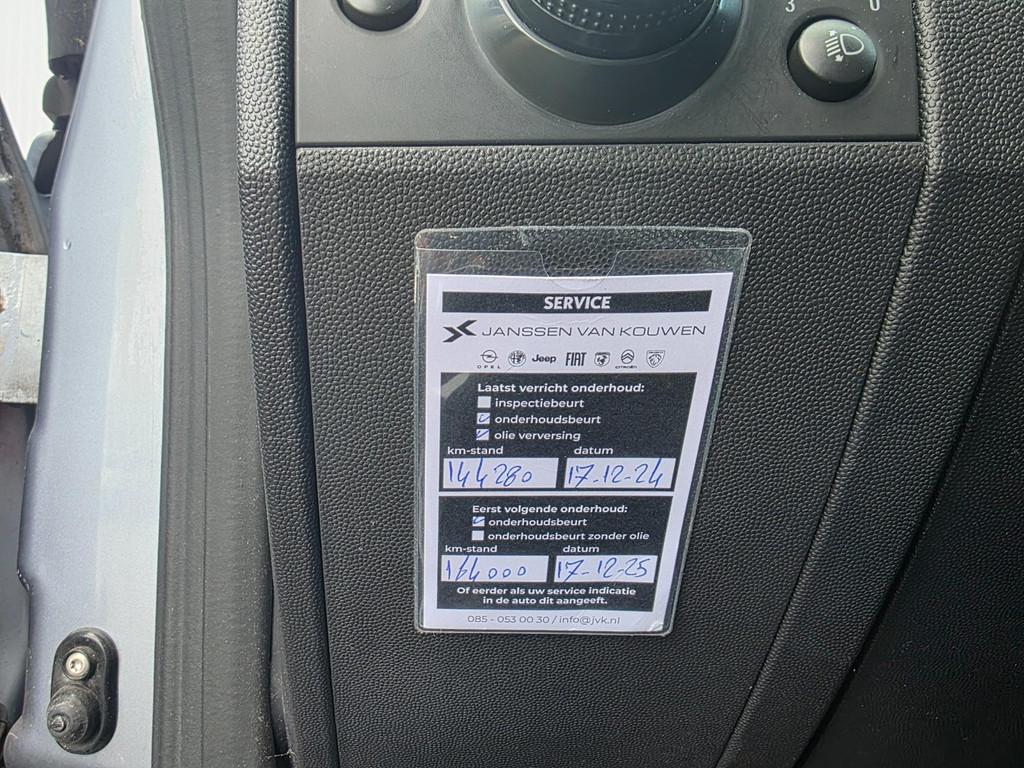 3 0
SERVICE
JANSSEN VAN KOUWEN
OPEL Jeep FIAT CITROËN
Laatst verricht onderhoud:
inspectiebeurt
onderhoudsbeurt
olie verversing
km-stand datum
144280 17-12-24
Eerst volgende onderhoud:
onderhoudsbeurt
onderhoudsbeurt zonder olie
km-stand datum
164000 17-12-25
Of eerder als uw service indicatie
in de auto dit aangeeft.
085 - 053 00 30 / info@jvk.nl